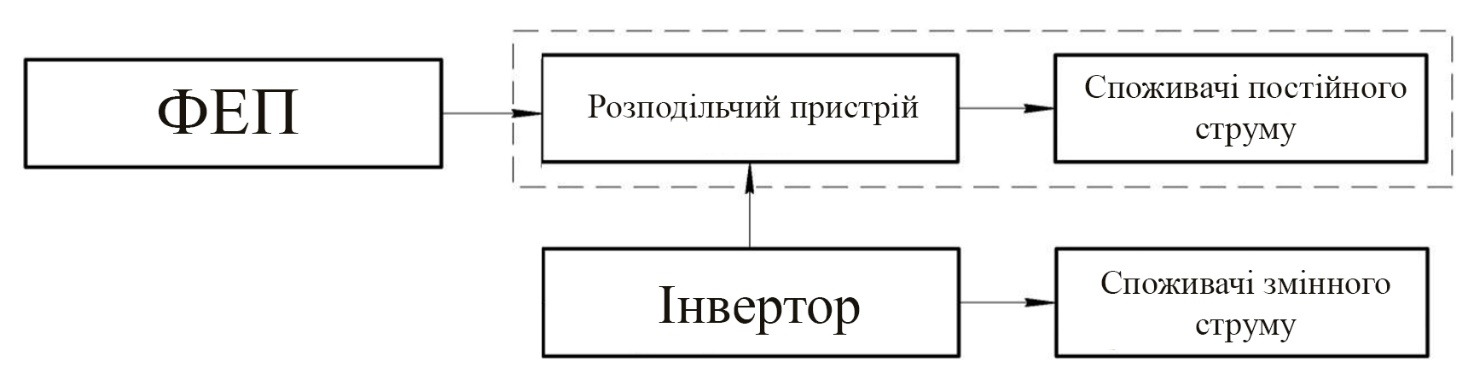 ФЕП
Розподільчий пристрій
Споживачі постійного
струму
Інвертор
Споживачі змінного
струму